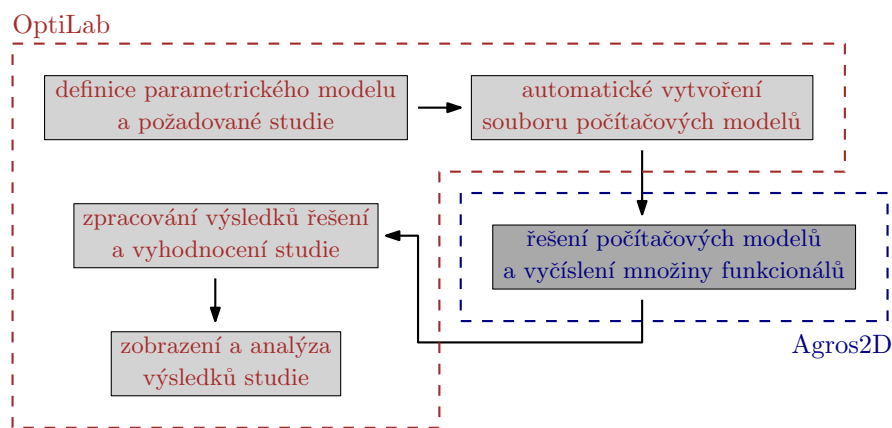 OptiLab
definice parametrického modelu
a požadované studie
automatické vytvoření
souboru počítačových modelů
řešení počítačových modelů
a vyčíslení množiny funkcionálů
Agros2D
zpracování výsledků řešení
a vyhodnocení studie
zobrazení a analýza
výsledků studie